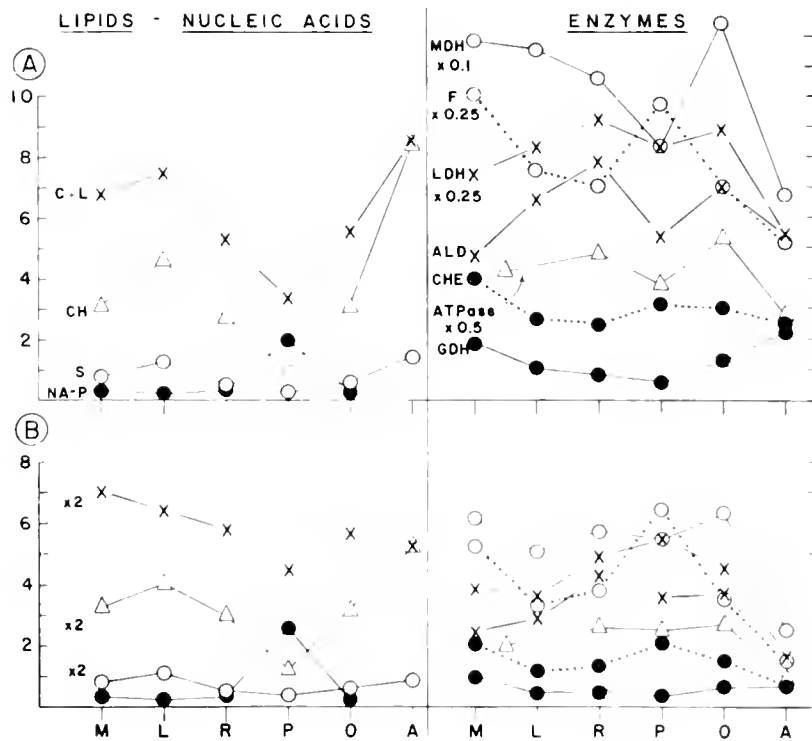 LIPIDS - NUCLEIC ACIDS
ENZYMES
A
10
8
6
4
2
C+L
CH
S
NA-P
MDH
x 0.1
F
x 0.25
LDH
x 0.25
ALD
CHE
ATPase
x 0.5
GDH
B
8
6
4
2
x2
x2
x2
M L R P O A
M L R P O A